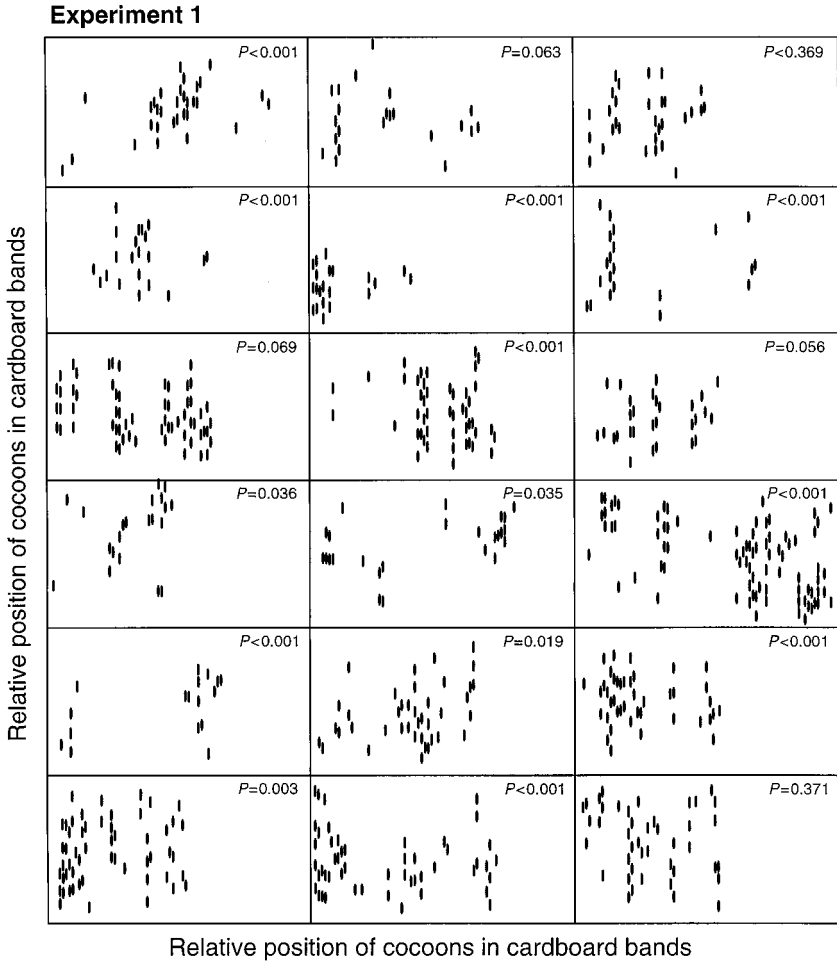 Experiment 1
P<0.001
P=0.063
P<0.369
P<0.001
P<0.001
P<0.001
P=0.069
P<0.001
P=0.056
P=0.036
P=0.035
P<0.001
P<0.001
P=0.019
P<0.001
P=0.003
P<0.001
P=0.371
Relative position of cocoons in cardboard bands
Relative position of cocoons in cardboard bands